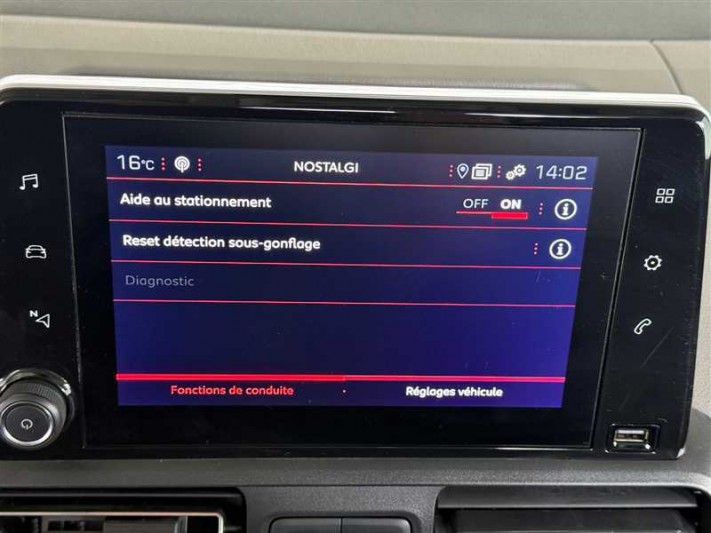 16°C NOSTALGI 14:02
Aide au stationnement OFF ON
Reset détection sous-gonflage
Diagnostic
N
Fonctions de conduite Réglages véhicule